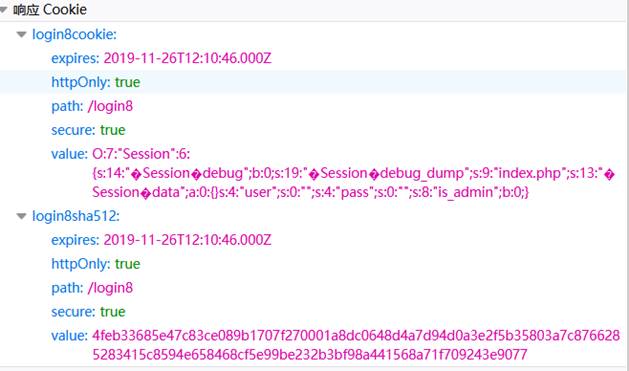 响应 Cookie
login8cookie:
expires: 2019-11-26T12:10:46.000Z
httpOnly: true
path: /login8
secure: true
value: O:7:"Session":6:
{s:14:"�Session�debug";b:0;s:19:"�Session�debug_dump";s:9:"index.php";s:13:"�
Session�data";a:0:{}s:4:"user";s:0:"";s:4:"pass";s:0:"";s:8:"is_admin";b:0;}
login8sha512:
expires: 2019-11-26T12:10:46.000Z
httpOnly: true
path: /login8
secure: true
value: 4feb33685e47c83ce089b1707f270001a8dc0648d4a7d94d0a3e2f5b35803a7c876628
5283415c8594e658468cf5e99be232b3bf98a441568a71f709243e9077